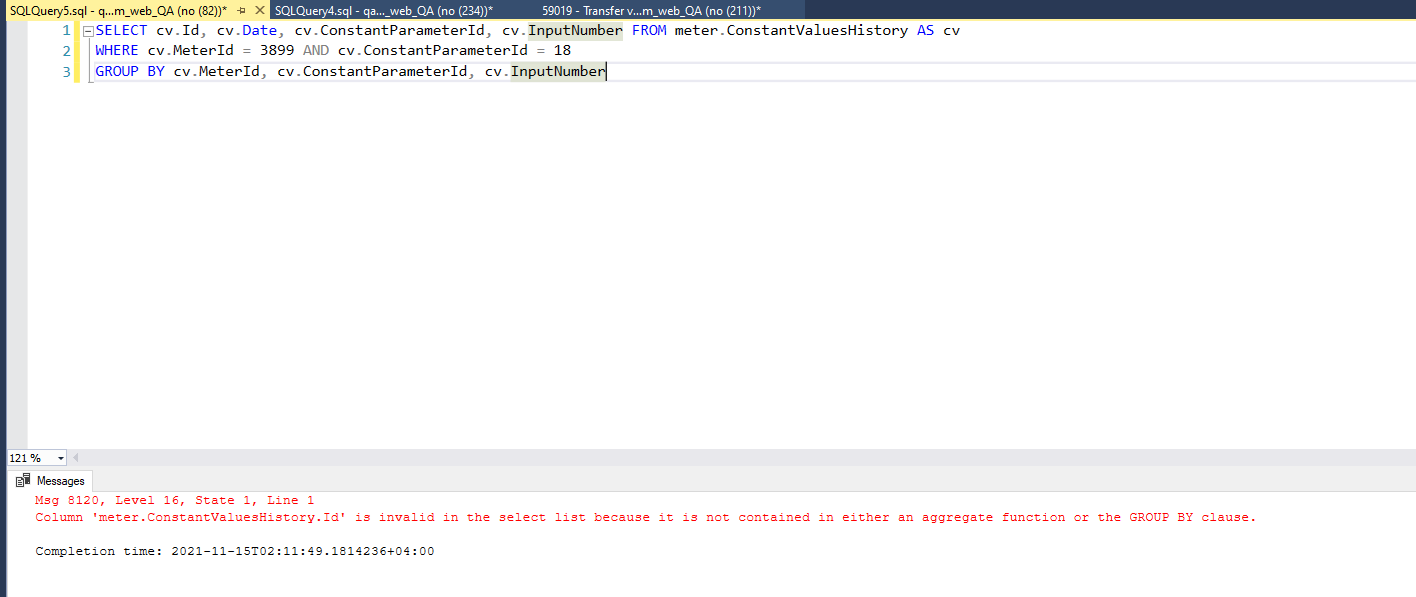 SQLQuery5.sql - q...m_web_QA (no (82))* SQLQuery4.sql - qa..._web_QA (no (234))* 59019 - Transfer v...m_web_QA (no (211))*
1 SELECT cv.Id, cv.Date, cv.ConstantParameterId, cv.InputNumber FROM meter.ConstantValuesHistory AS cv
2 WHERE cv.MeterId = 3899 AND cv.ConstantParameterId = 18
3 GROUP BY cv.MeterId, cv.ConstantParameterId, cv.InputNumber
121 %
Messages
Msg 8120, Level 16, State 1, Line 1
Column 'meter.ConstantValuesHistory.Id' is invalid in the select list because it is not contained in either an aggregate function or the GROUP BY clause.
Completion time: 2021-11-15T02:11:49.1814236+04:00